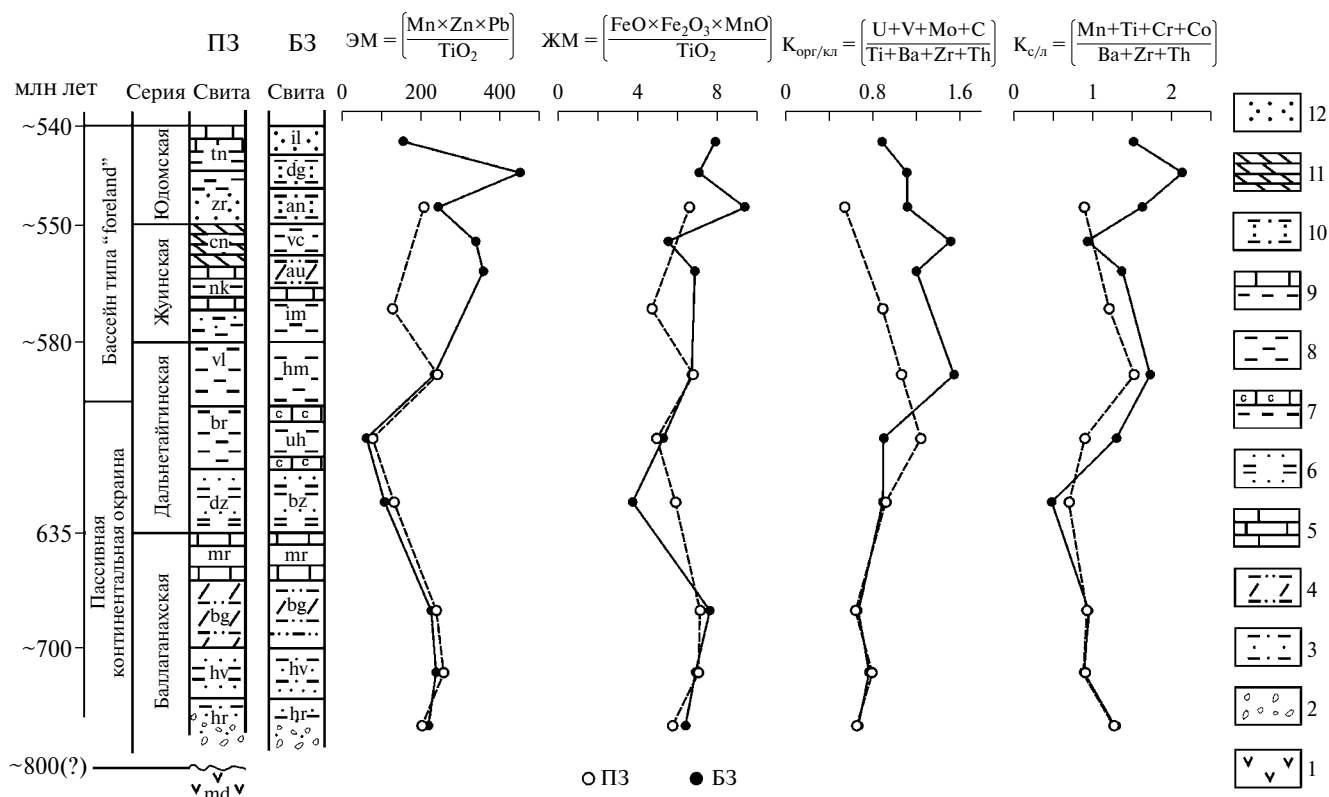 ПЗ БЗ
ЭМ = (Mn×Zn×Pb / TiO₂)
ЖМ = (FeO×Fe₂O₃×MnO / TiO₂)
К орг/кл = (U+V+Mo+C / Ti+Ba+Zr+Th)
К с/л = (Mn+Ti+Cr+Co / Ba+Zr+Th)
млн лет Серия Свита Свита
0 200 400
0 4 8
0 0.8 1.6
0 1 2
~540
~550
~580
635
~700
~800(?)
Бассейн типа “foreland”
Пассивная
континентальная окраина
Юдомская
Жуинская
Дальнетайгинская
Баллаганахская
tn
zr
cn
nk
vl
br
dz
mr
bg
hv
hr
md
il
dg
an
vc
au
im
hm
c c
uh
c c
bz
mr
bg
hv
hr
ПЗ БЗ
12
11
10
9
8
c c 7
6
5
4
3
2
1